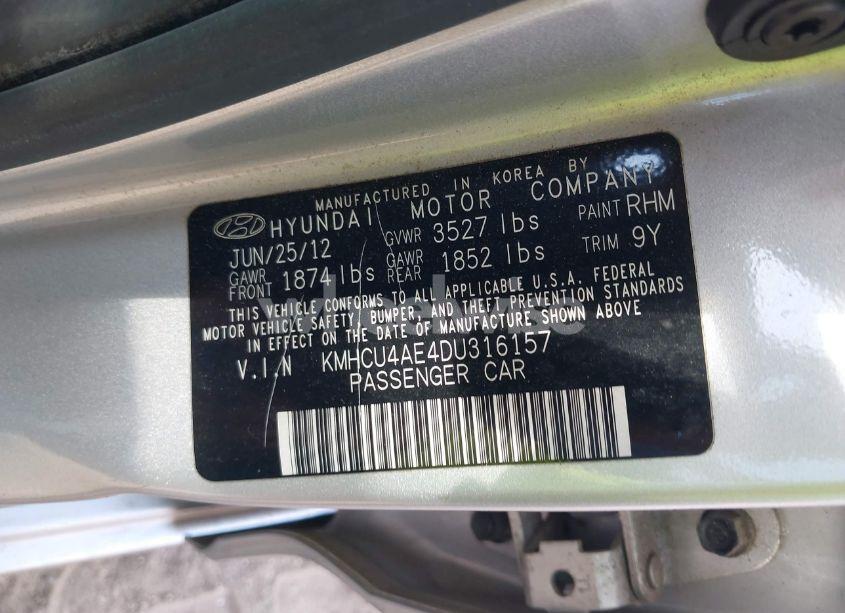 MANUFACTURED IN KOREA BY
HYUNDAI MOTOR COMPANY
JUN/25/12 GVWR 3527 lbs PAINT RHM
GAWR FRONT 1874 lbs GAWR REAR 1852 lbs TRIM 9Y
THIS VEHICLE CONFORMS TO ALL APPLICABLE U.S.A. FEDERAL
MOTOR VEHICLE SAFETY, BUMPER, AND THEFT PREVENTION STANDARDS
IN EFFECT ON THE DATE OF MANUFACTURE SHOWN ABOVE
V.I.N KMHCU4AE4DU316157
PASSENGER CAR